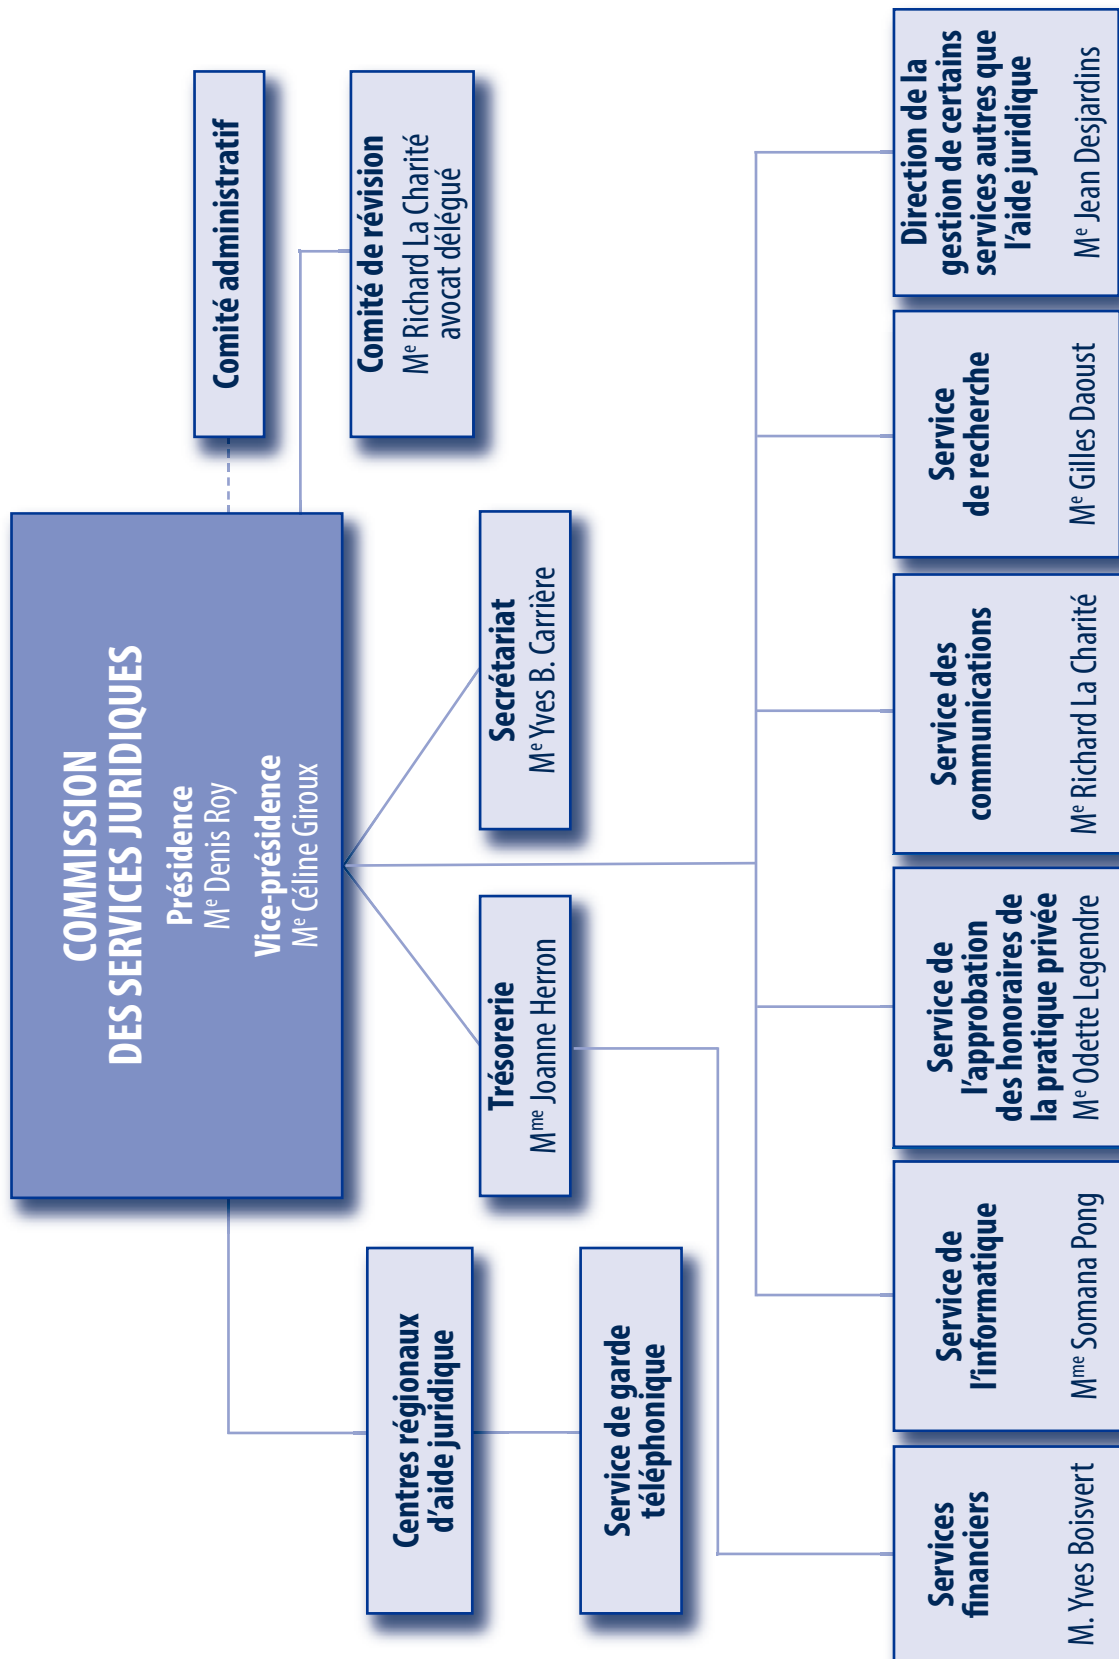 COMMISSION
DES SERVICES JURIDIQUES
Présidence
Me Denis Roy
Vice-présidence
Me Céline Giroux
Comité administratif
Comité de révision
Me Richard La Charité
avocat délégué
Centres régionaux
d'aide juridique
Service de garde
téléphonique
Trésorerie
Mme Joanne Herron
Secrétariat
Me Yves B. Carrière
Services
financiers
M. Yves Boisvert
Service de
l'informatique
Mme Somana Pong
Service de
l'approbation
des honoraires de
la pratique privée
Me Odette Legendre
Service des
communications
Me Richard La Charité
Service
de recherche
Me Gilles Daoust
Direction de la
gestion de certains
services autres que
l'aide juridique
Me Jean Desjardins